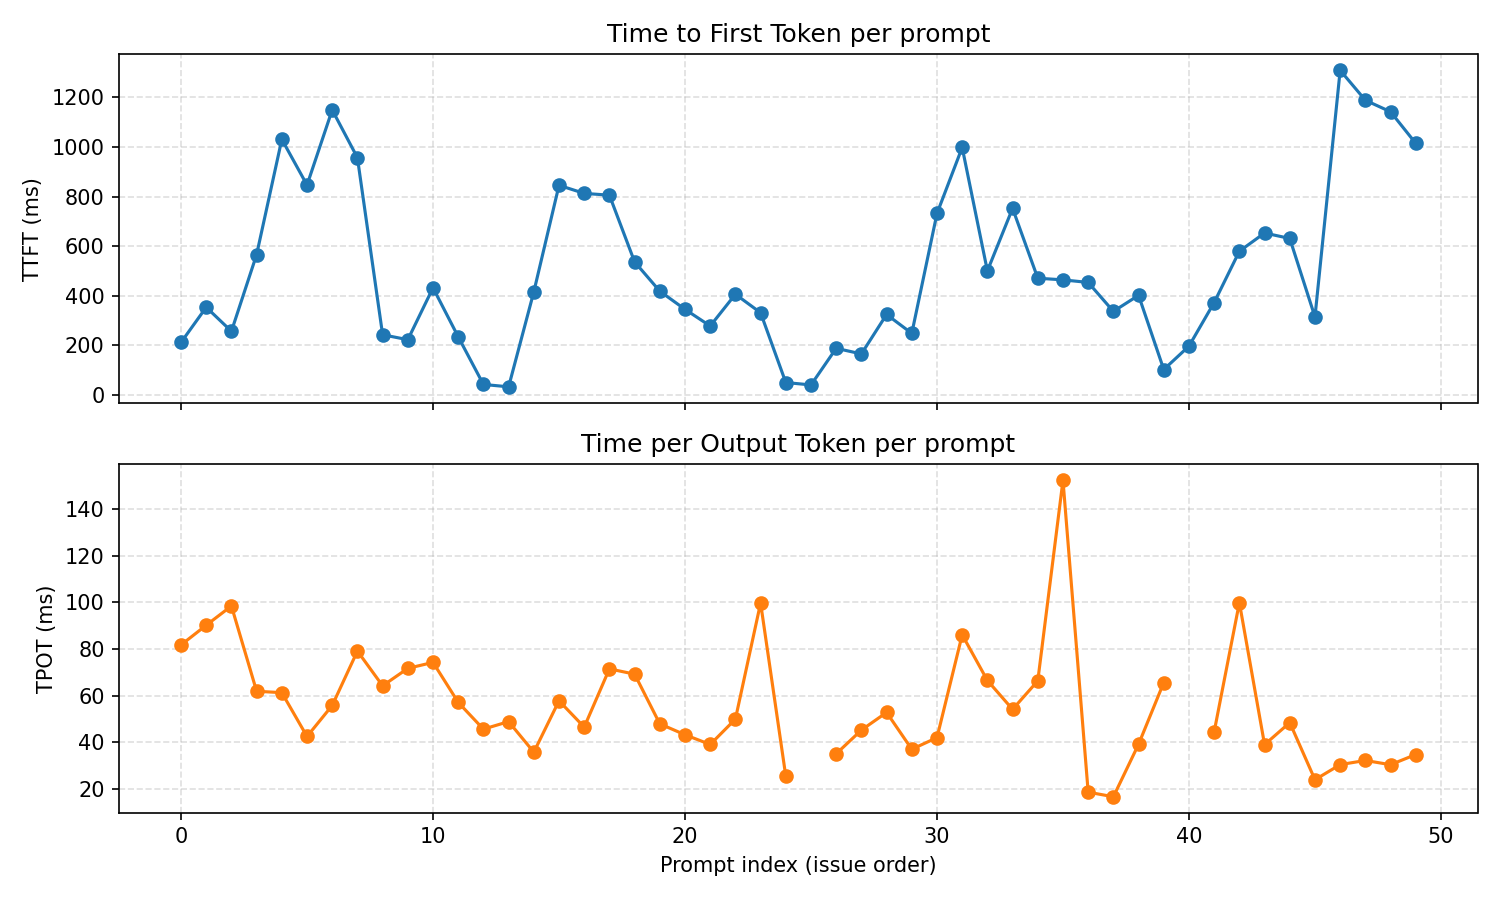 Time to First Token per prompt
1200
1000
800
600
400
200
0
TTFT (ms)
Time per Output Token per prompt
140
120
100
80
60
40
20
TPOT (ms)
0 10 20 30 40 50
Prompt index (issue order)